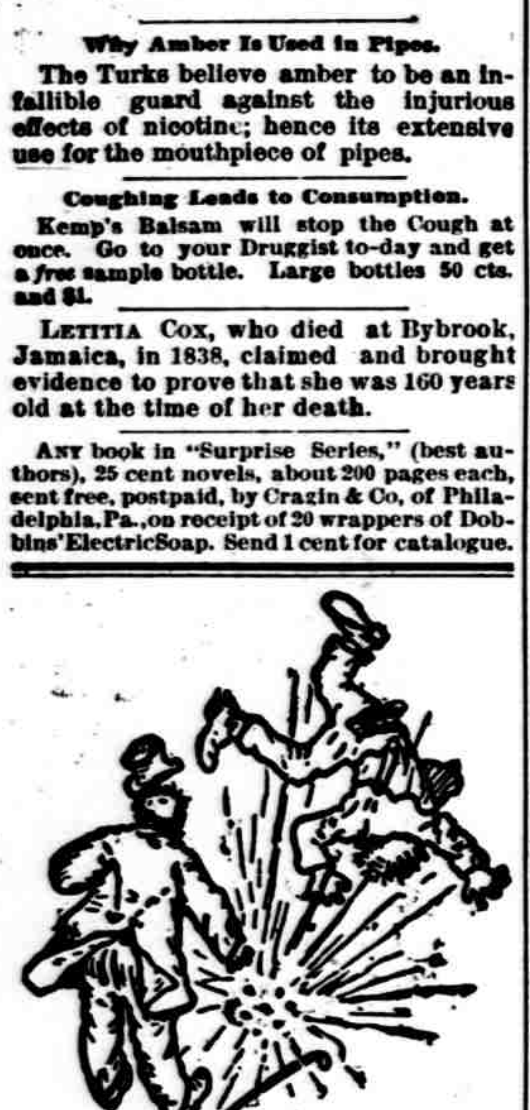 Why Amber Is Used in Pipes.
The Turks believe amber to be an in-
fallible guard against the injurious
effects of nicotine; hence its extensive
use for the mouthpiece of pipes.
Coughing Leads to Consumption.
Kemp's Balsam will stop the Cough at
once. Go to your Druggist to-day and get
a free sample bottle. Large bottles 50 cts.
and $1.
LETITIA COX, who died at Bybrook,
Jamaica, in 1838, claimed and brought
evidence to prove that she was 160 years
old at the time of her death.
ANY book in "Surprise Series," (best au-
thors), 25 cent novels, about 200 pages each,
sent free, postpaid, by Cragin & Co, of Phila-
delphia, Pa., on receipt of 20 wrappers of Dob-
bins' Electric Soap. Send 1 cent for catalogue.